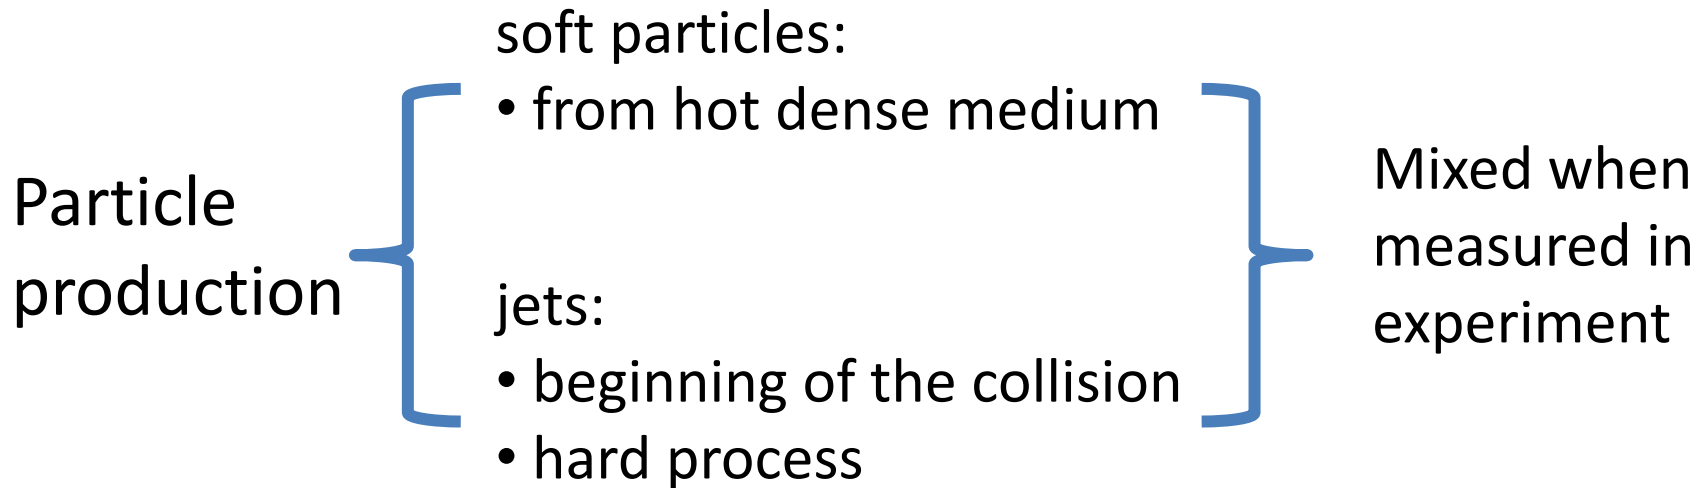 Particle
production
soft particles:
• from hot dense medium
jets:
• beginning of the collision
• hard process
Mixed when
measured in
experiment